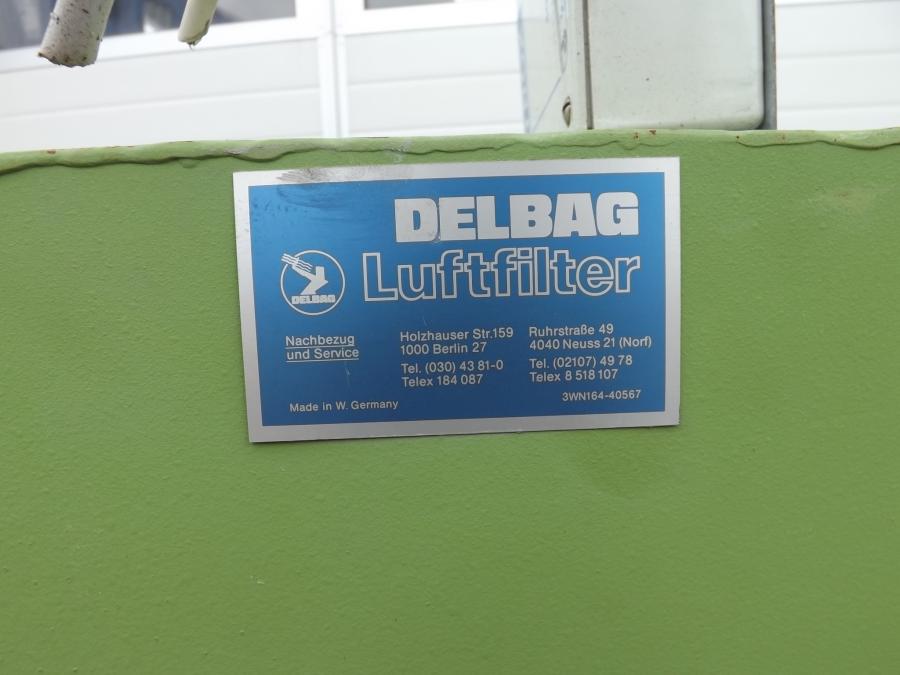 DELBAG
Luftfilter
DELBAG
Nachbezug
und Service
Holzhauser Str.159
1000 Berlin 27
Tel. (030) 43 81-0
Telex 184 087
Ruhrstraße 49
4040 Neuss 21 (Norf)
Tel. (02107) 49 78
Telex 8 518 107
Made in W. Germany
3WN164-40567